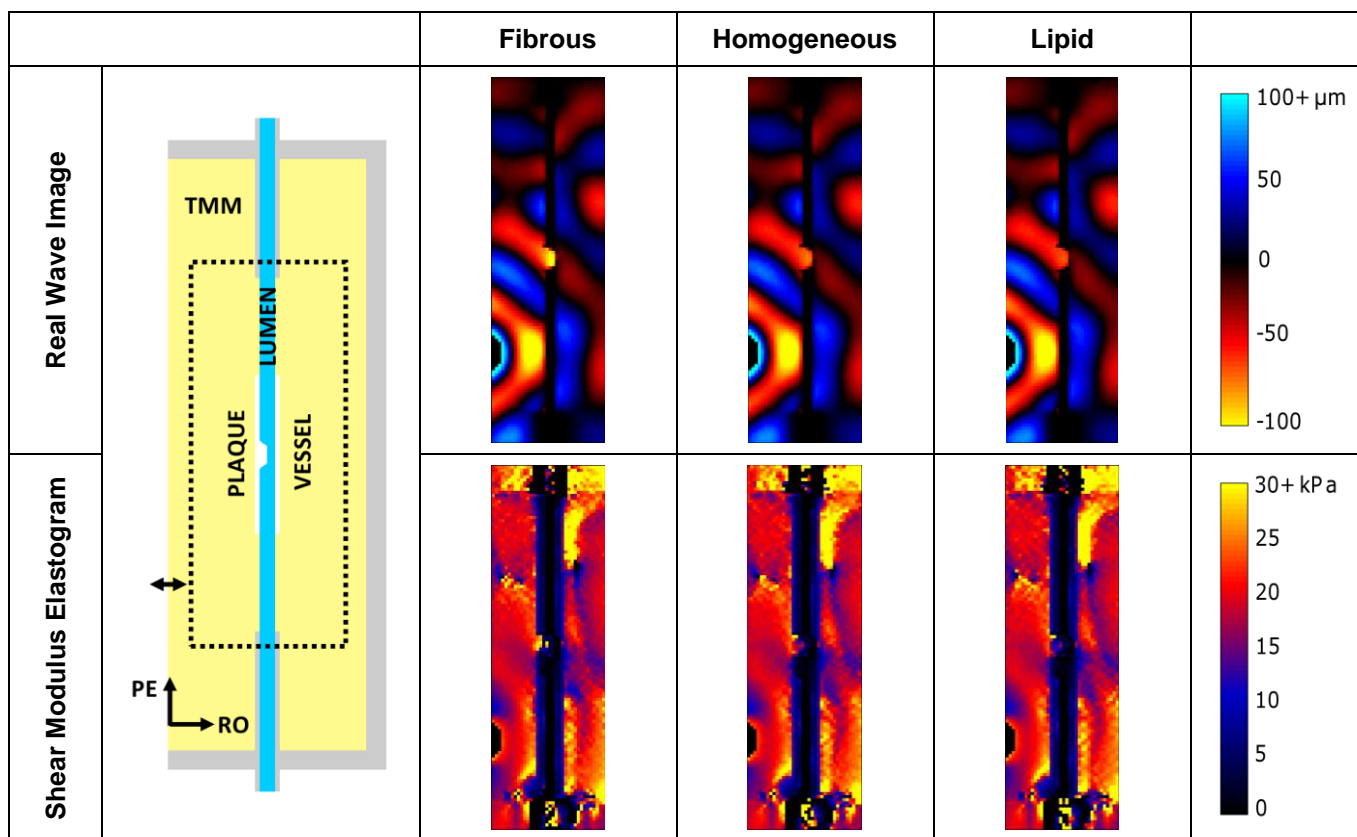 Fibrous
Homogeneous
Lipid
Real Wave Image
TMM
LUMEN
PLAQUE
VESSEL
PE
RO
100+ µm
50
0
-50
-100
Shear Modulus Elastogram
30+ kPa
25
20
15
10
5
0